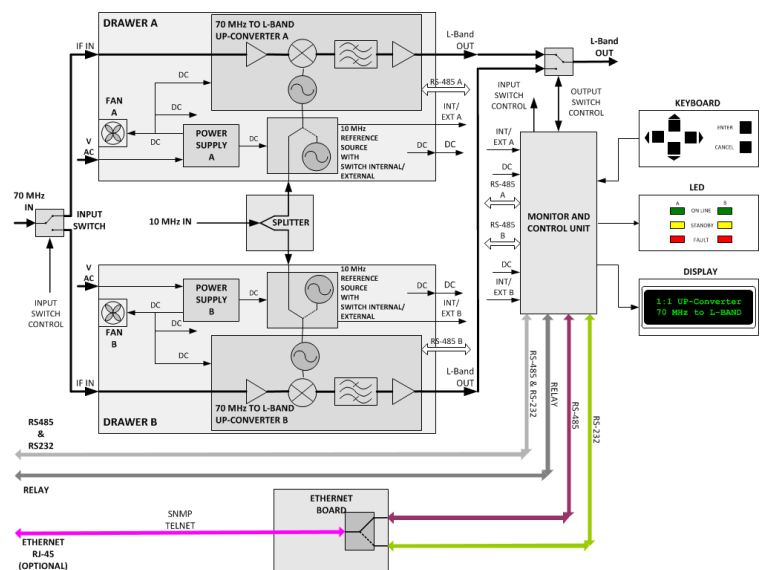 DRAWER A
70 MHz TO L-BAND
UP-CONVERTER A
IF IN
L-Band
OUT
L-Band
OUT
DC
RS-485 A
INPUT
SWITCH
CONTROL
OUTPUT
SWITCH
CONTROL
FAN
A
DC
DC
POWER
SUPPLY
A
DC
10 MHz
REFERENCE
SOURCE
WITH
SWITCH INTERNAL/
EXTERNAL
INT/
EXT A
DC
DC
V
AC
KEYBOARD
ENTER
CANCEL
INT/
EXT A
DC
RS-485
A
RS-485
B
DC
INT/
EXT B
MONITOR AND
CONTROL UNIT
LED
A
B
ON LINE
STANDBY
FAULT
DISPLAY
1:1 UP-Converter
70 MHz to L-BAND
70 MHz
IN
INPUT
SWITCH
10 MHz IN
SPLITTER
INPUT
SWITCH
CONTROL
V
AC
POWER
SUPPLY
B
DC
10 MHz
REFERENCE
SOURCE
WITH
SWITCH INTERNAL/
EXTERNAL
DC
DC
INT/
EXT B
FAN
B
DC
DC
DC
RS-485 B
IF IN
L-Band
OUT
70 MHz TO L-BAND
UP-CONVERTER B
DRAWER B
RS-485 & RS-232
RELAY
RS-485
RS-232
RS485
&
RS232
RELAY
ETHERNET
BOARD
SNMP
TELNET
ETHERNET
RJ-45
(OPTIONAL)